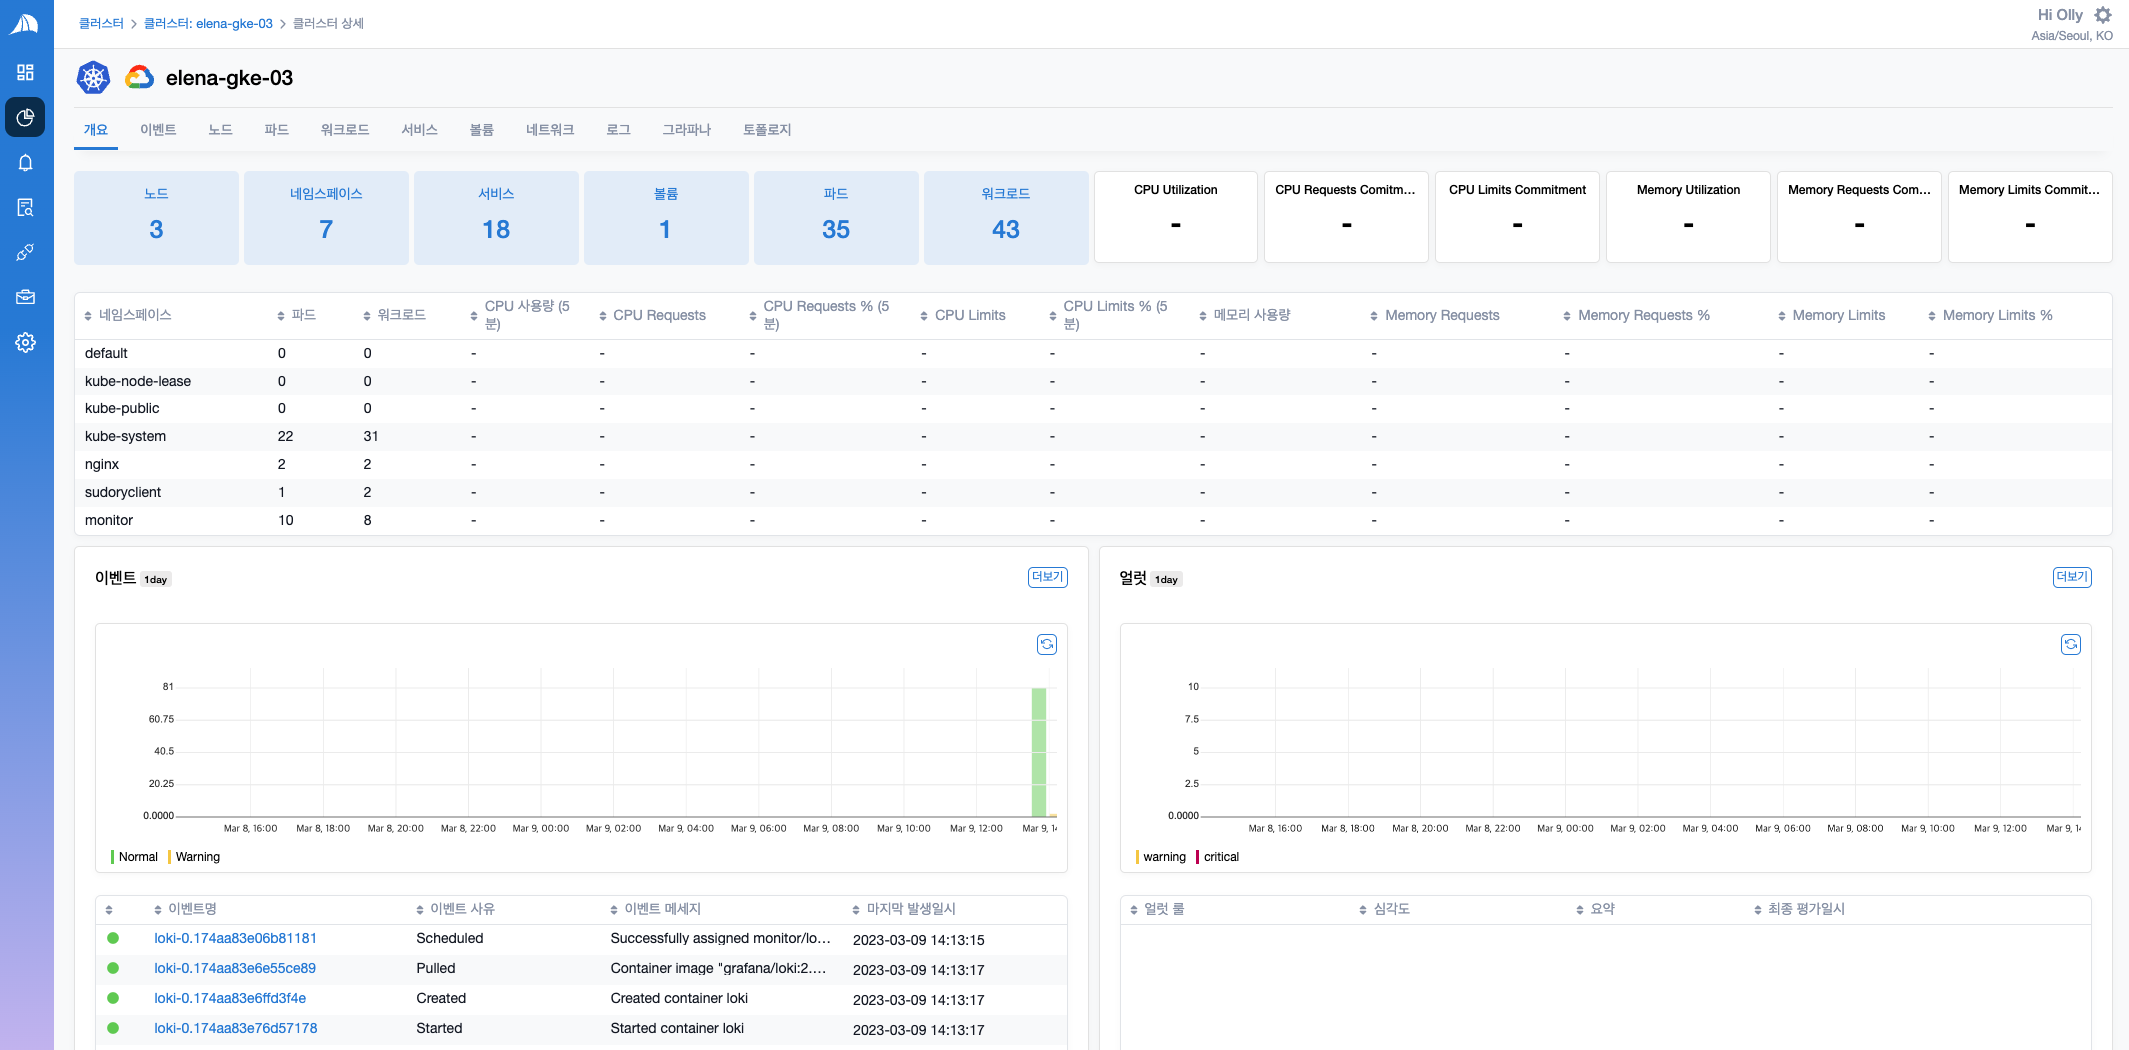 클러스터 > 클러스터: elena-gke-03 > 클러스터 상세
Hi Olly
Asia/Seoul, KO
elena-gke-03
개요 이벤트 노드 파드 워크로드 서비스 볼륨 네트워크 로그 그라파나 토폴로지
노드 네임스페이스 서비스 볼륨 파드 워크로드 CPU Utilization CPU Requests Comitm... CPU Limits Commitment Memory Utilization Memory Requests Com... Memory Limits Commit...
3 7 18 1 35 43 - - - - - -
네임스페이스 파드 워크로드 CPU 사용량 (5분) CPU Requests CPU Requests % (5분) CPU Limits CPU Limits % (5분) 메모리 사용량 Memory Requests Memory Requests % Memory Limits Memory Limits %
default 0 0 - - - - - - - - - -
kube-node-lease 0 0 - - - - - - - - - -
kube-public 0 0 - - - - - - - - - -
kube-system 22 31 - - - - - - - - - -
nginx 2 2 - - - - - - - - - -
sudoryclient 1 2 - - - - - - - - - -
monitor 10 8 - - - - - - - - - -
이벤트 1day 더보기
81
60.75
40.5
20.25
0.0000
Mar 8, 16:00 Mar 8, 18:00 Mar 8, 20:00 Mar 8, 22:00 Mar 9, 00:00 Mar 9, 02:00 Mar 9, 04:00 Mar 9, 06:00 Mar 9, 08:00 Mar 9, 10:00 Mar 9, 12:00 Mar 9, 1
Normal Warning
이벤트명 이벤트 사유 이벤트 메세지 마지막 발생일시
loki-0.174aa83e06b81181 Scheduled Successfully assigned monitor/lo... 2023-03-09 14:13:15
loki-0.174aa83e6e55ce89 Pulled Container image "grafana/loki:2.... 2023-03-09 14:13:17
loki-0.174aa83e6ffd3f4e Created Created container loki 2023-03-09 14:13:17
loki-0.174aa83e76d57178 Started Started container loki 2023-03-09 14:13:17
얼럿 1day 더보기
10
7.5
5
2.5
0.0000
Mar 8, 16:00 Mar 8, 18:00 Mar 8, 20:00 Mar 8, 22:00 Mar 9, 00:00 Mar 9, 02:00 Mar 9, 04:00 Mar 9, 06:00 Mar 9, 08:00 Mar 9, 10:00 Mar 9, 12:00 Mar 9, 1
warning critical
얼럿 룰 심각도 요약 최종 평가일시